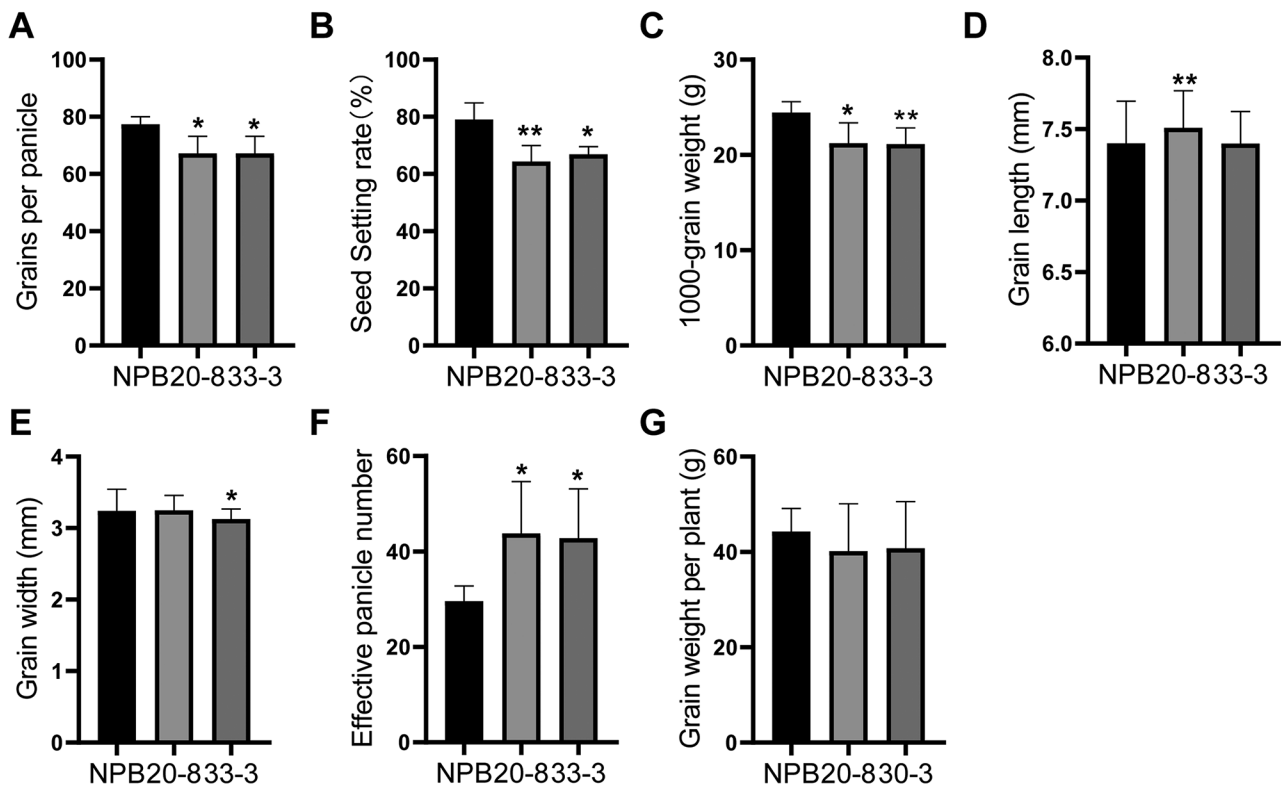 A
Grains per panicle
100
80
60
40
20
0
* *
NPB20-833-3
B
Seed Setting rate(%)
100
80
60
40
20
0
** *
NPB20-833-3
C
1000-grain weight (g)
30
20
10
0
* **
NPB20-833-3
D
Grain length (mm)
8.0
7.5
7.0
6.5
6.0
**
NPB20-833-3
E
Grain width (mm)
4
3
2
1
0
*
NPB20-833-3
F
Effective panicle number
60
40
20
0
* *
NPB20-833-3
G
Grain weight per plant (g)
60
40
20
0
NPB20-830-3